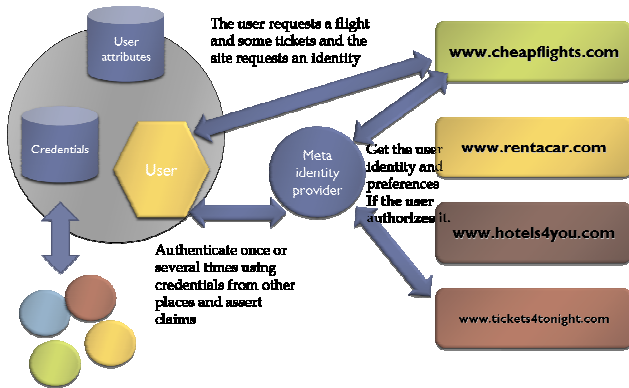 The user requests a flight
and some tickets and the
site requests an identity
User
attributes
www.cheapflights.com
Credentials
User
Meta
identity
provider
Get the user
identity and
preferences
If the user
authorizes it.
www.rentacar.com
www.hotels4you.com
Authenticate once or
several times using
credentials from other
places and assert
claims
www.tickets4tonight.com